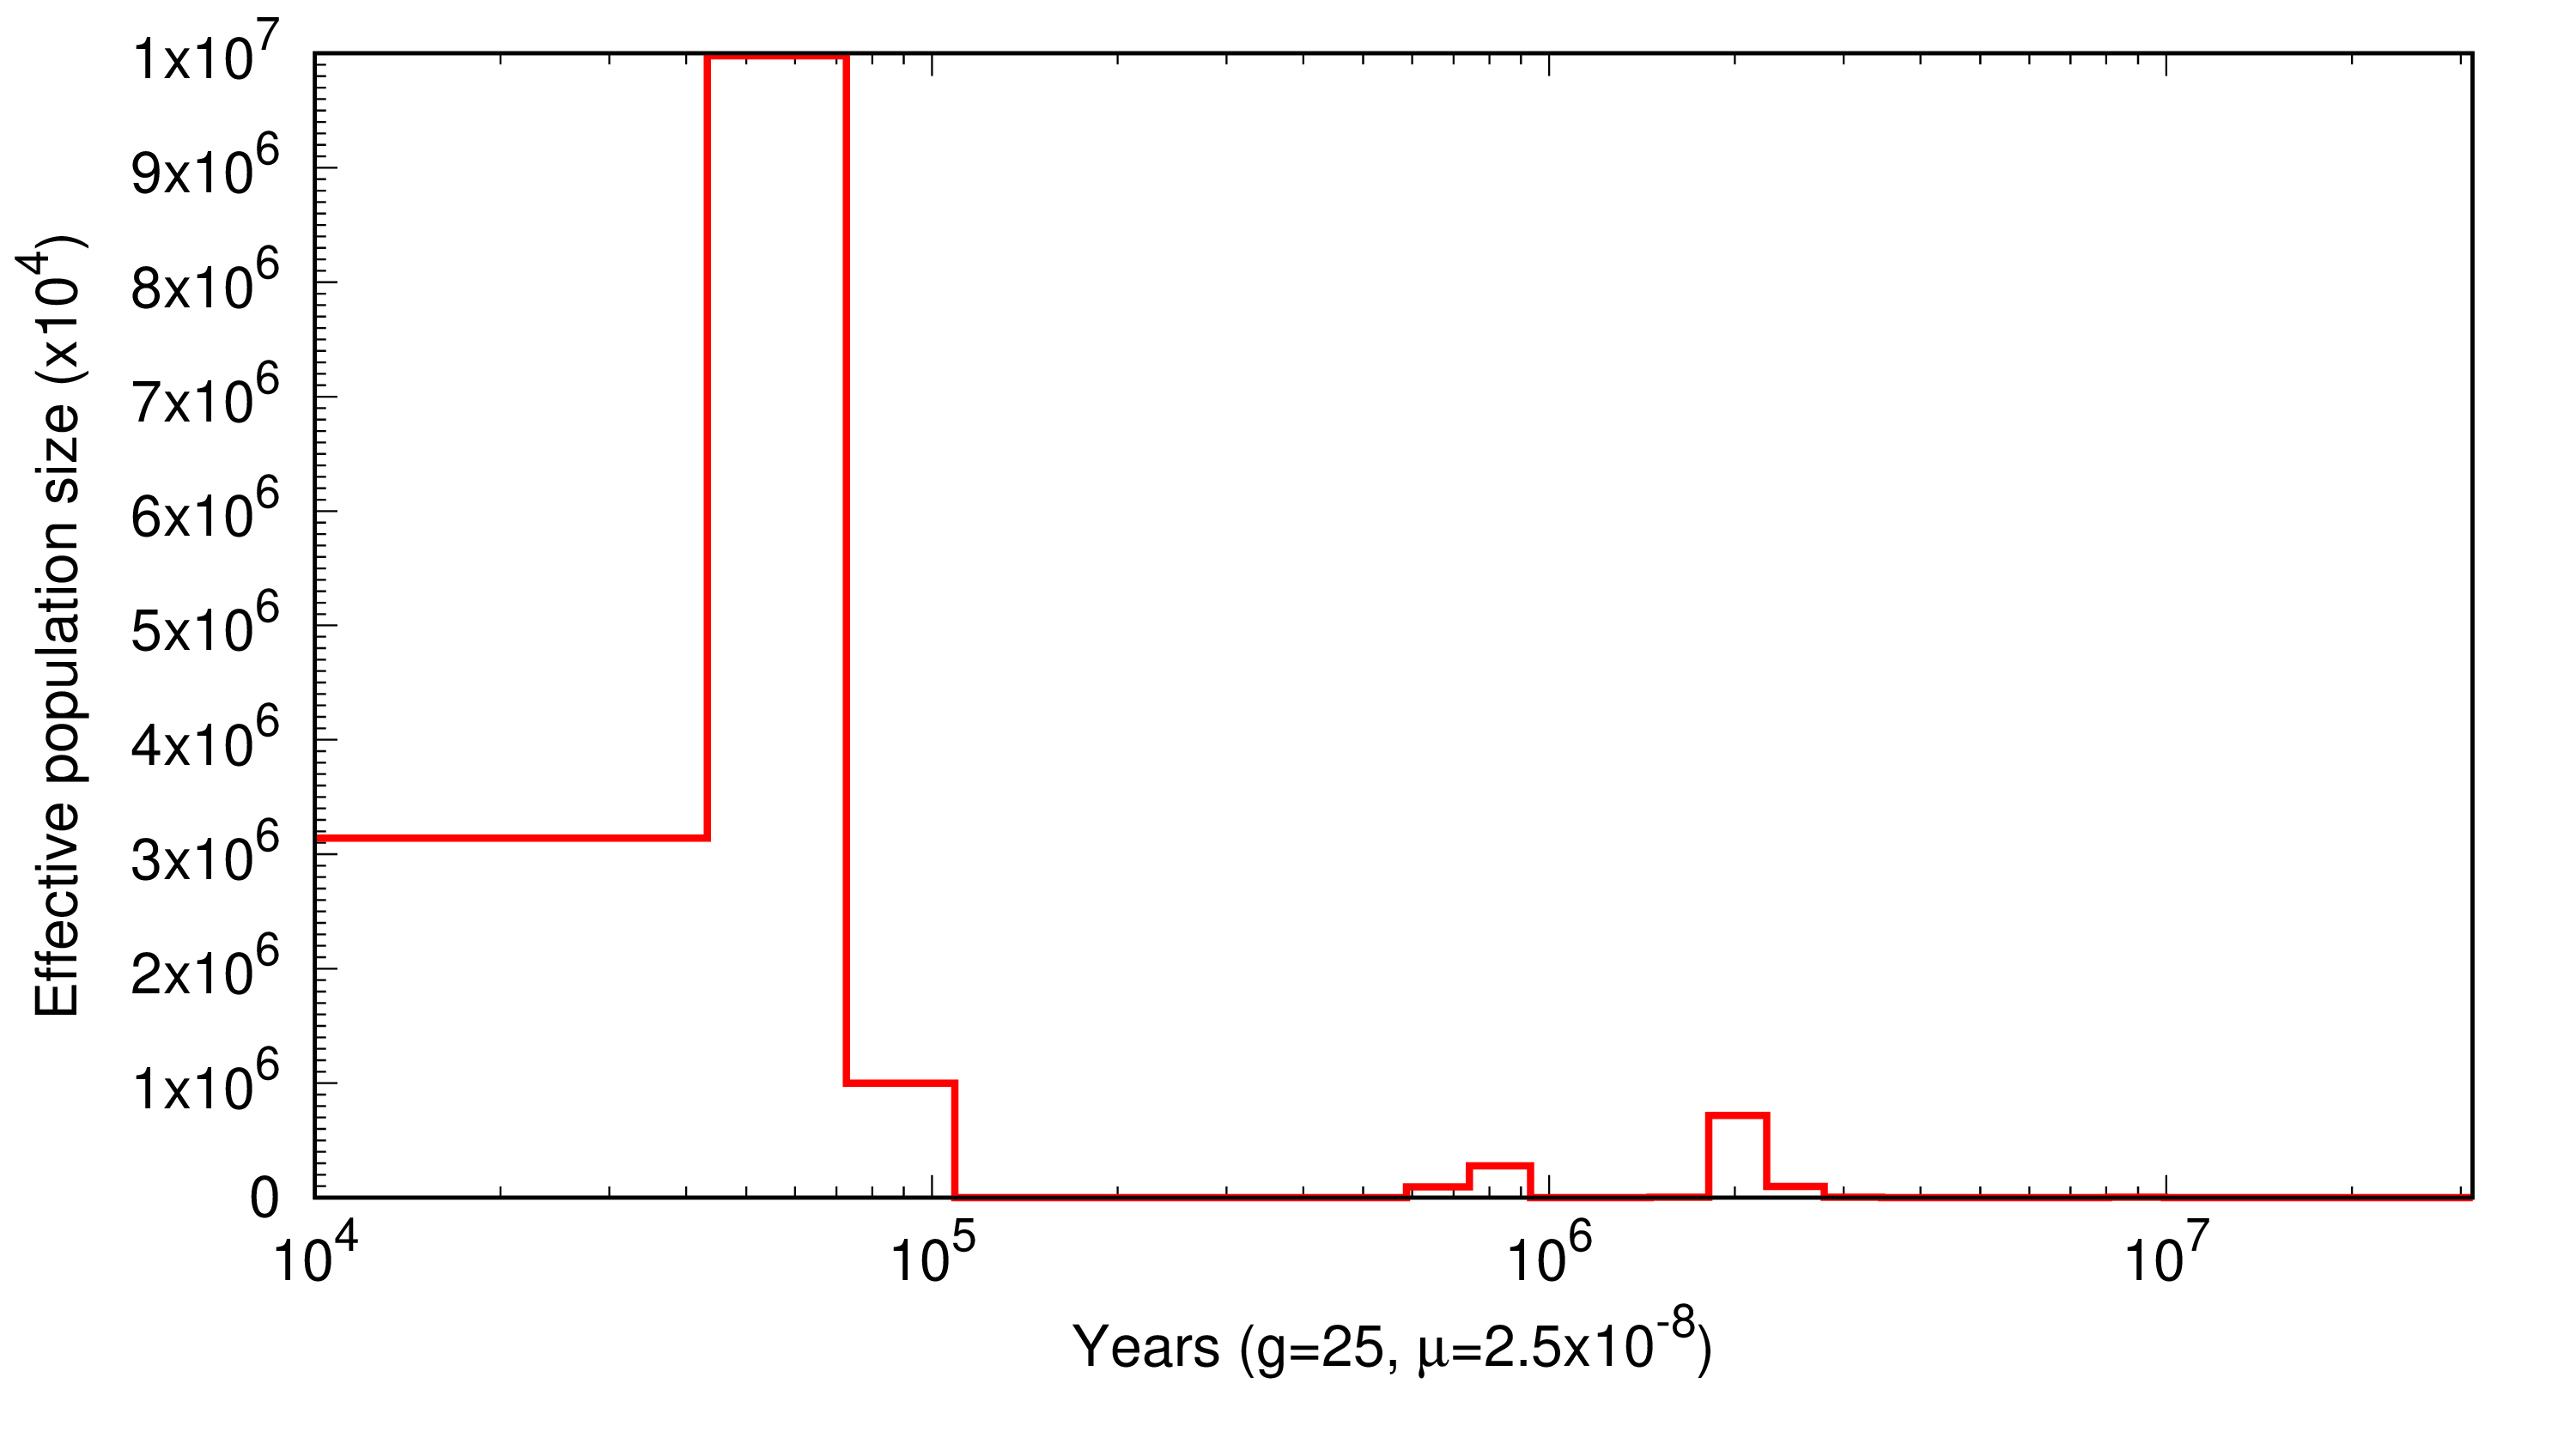 Effective population size (x10^4)
1x10^7
9x10^6
8x10^6
7x10^6
6x10^6
5x10^6
4x10^6
3x10^6
2x10^6
1x10^6
0
10^4 10^5 10^6 10^7
Years (g=25, μ=2.5x10^-8)